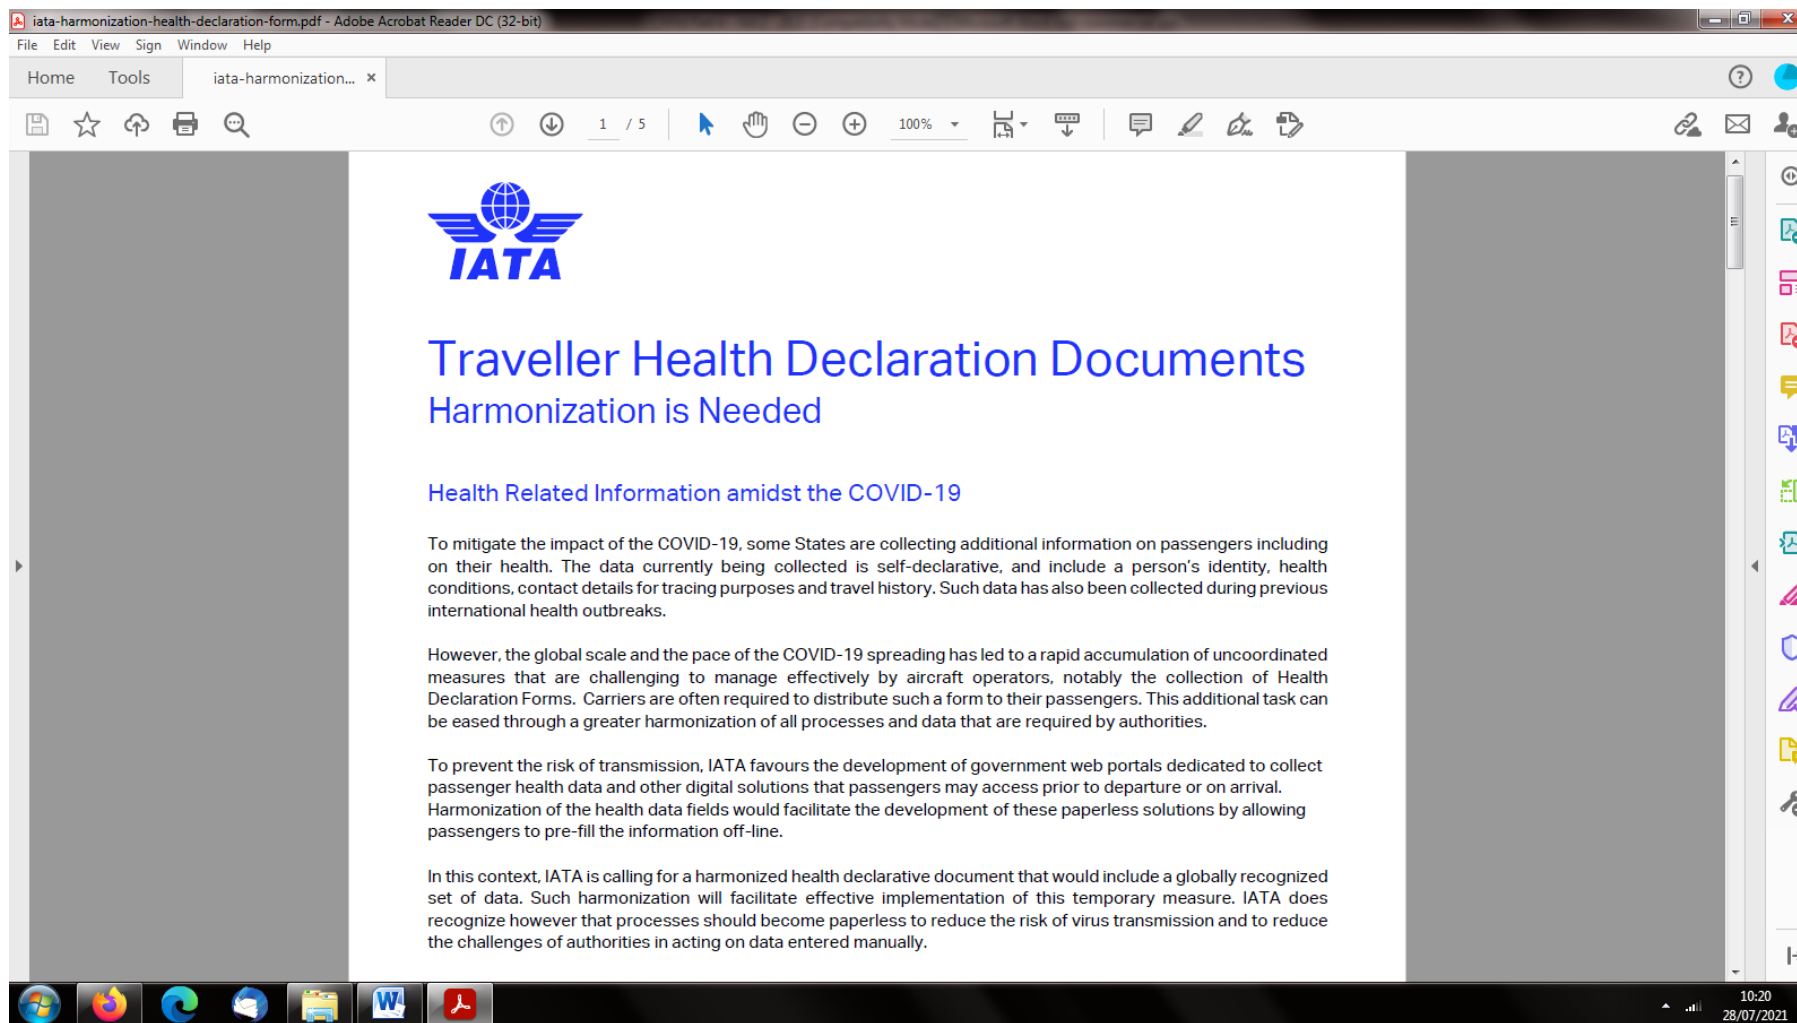 iata-harmonization-health-declaration-form.pdf - Adobe Acrobat Reader DC (32-bit)
File Edit View Sign Window Help
Home Tools iata-harmonization... ×
1 / 5 100%
IATA
Traveller Health Declaration Documents
Harmonization is Needed
Health Related Information amidst the COVID-19
To mitigate the impact of the COVID-19, some States are collecting additional information on passengers including
on their health. The data currently being collected is self-declarative, and include a person's identity, health
conditions, contact details for tracing purposes and travel history. Such data has also been collected during previous
international health outbreaks.
However, the global scale and the pace of the COVID-19 spreading has led to a rapid accumulation of uncoordinated
measures that are challenging to manage effectively by aircraft operators, notably the collection of Health
Declaration Forms. Carriers are often required to distribute such a form to their passengers. This additional task can
be eased through a greater harmonization of all processes and data that are required by authorities.
To prevent the risk of transmission, IATA favours the development of government web portals dedicated to collect
passenger health data and other digital solutions that passengers may access prior to departure or on arrival.
Harmonization of the health data fields would facilitate the development of these paperless solutions by allowing
passengers to pre-fill the information off-line.
In this context, IATA is calling for a harmonized health declarative document that would include a globally recognized
set of data. Such harmonization will facilitate effective implementation of this temporary measure. IATA does
recognize however that processes should become paperless to reduce the risk of virus transmission and to reduce
the challenges of authorities in acting on data entered manually.
10:20
28/07/2021